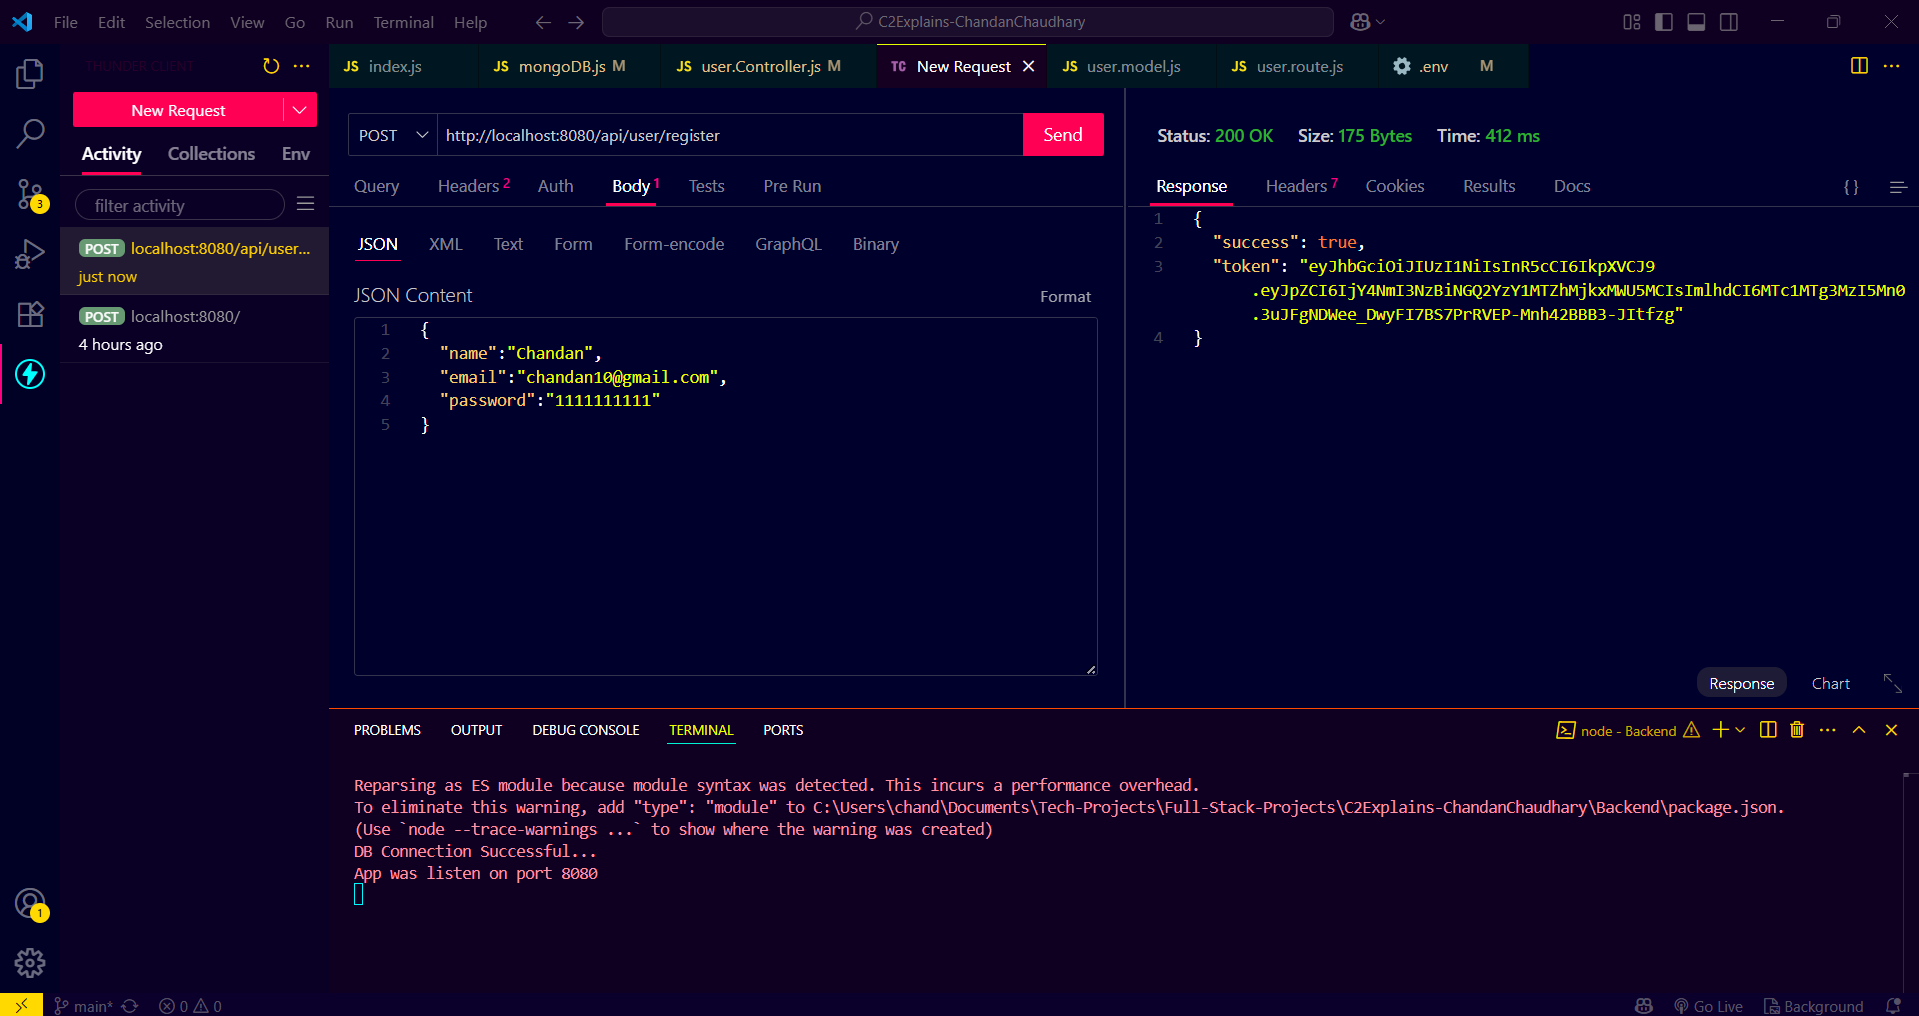 File Edit Selection View Go Run Terminal Help
C2Explains-ChandanChaudhary
THUNDER CLIENT
New Request
Activity Collections Env
filter activity
POST localhost:8080/api/user...
just now
POST localhost:8080/
4 hours ago
3
1
JS index.js
JS mongoDB.js M
JS user.Controller.js M
TC New Request
JS user.model.js
JS user.route.js
.env M
POST http://localhost:8080/api/user/register Send
Query Headers 2 Auth Body 1 Tests Pre Run
JSON XML Text Form Form-encode GraphQL Binary
JSON Content Format
1 {
2 "name":"Chandan",
3 "email":"chandan10@gmail.com",
4 "password":"1111111111"
5 }
Status: 200 OK Size: 175 Bytes Time: 412 ms
Response Headers 7 Cookies Results Docs {}
1 {
2 "success": true,
3 "token": "eyJhbGciOiJIUzI1NiIsInR5cCI6IkpXVCJ9
.eyJpZCI6IjY4NmI3NzBiNGQ2YzY1MTZhMjkxMWU5MCIsImlhdCI6MTc1MTg3MzI5Mn0
.3uJFgNDWee_DwyFI7BS7PrRVEP-Mnh42BBB3-JItfzg"
4 }
Response Chart
PROBLEMS OUTPUT DEBUG CONSOLE TERMINAL PORTS
node - Backend
Reparsing as ES module because module syntax was detected. This incurs a performance overhead.
To eliminate this warning, add "type": "module" to C:\Users\chand\Documents\Tech-Projects\Full-Stack-Projects\C2Explains-ChandanChaudhary\Backend\package.json.
(Use `node --trace-warnings ...` to show where the warning was created)
DB Connection Successful...
App was listen on port 8080
main* 0 0
Go Live Background